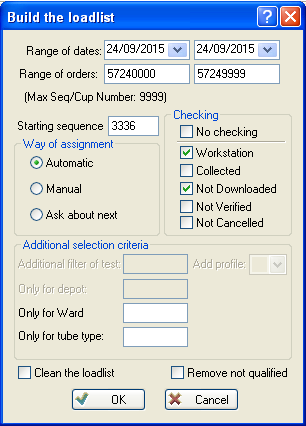 Build the loadlist
Range of dates: 24/09/2015 24/09/2015
Range of orders: 57240000 57249999
(Max Seq/Cup Number: 9999)
Starting sequence 3336
Way of assignment
Automatic
Manual
Ask about next
Checking
No checking
Workstation
Collected
Not Downloaded
Not Verified
Not Cancelled
Additional selection criteria
Additional filter of test: Add profile:
Only for depot:
Only for Ward
Only for tube type:
Clean the loadlist Remove not qualified
OK Cancel